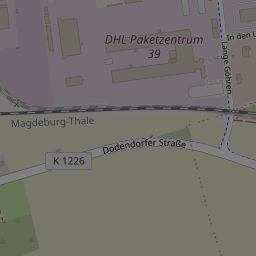 DHL Paketzentrum
39
In den
Lange Göhren
Magdeburg-Thale
K 1226
Dodendorfer Straße